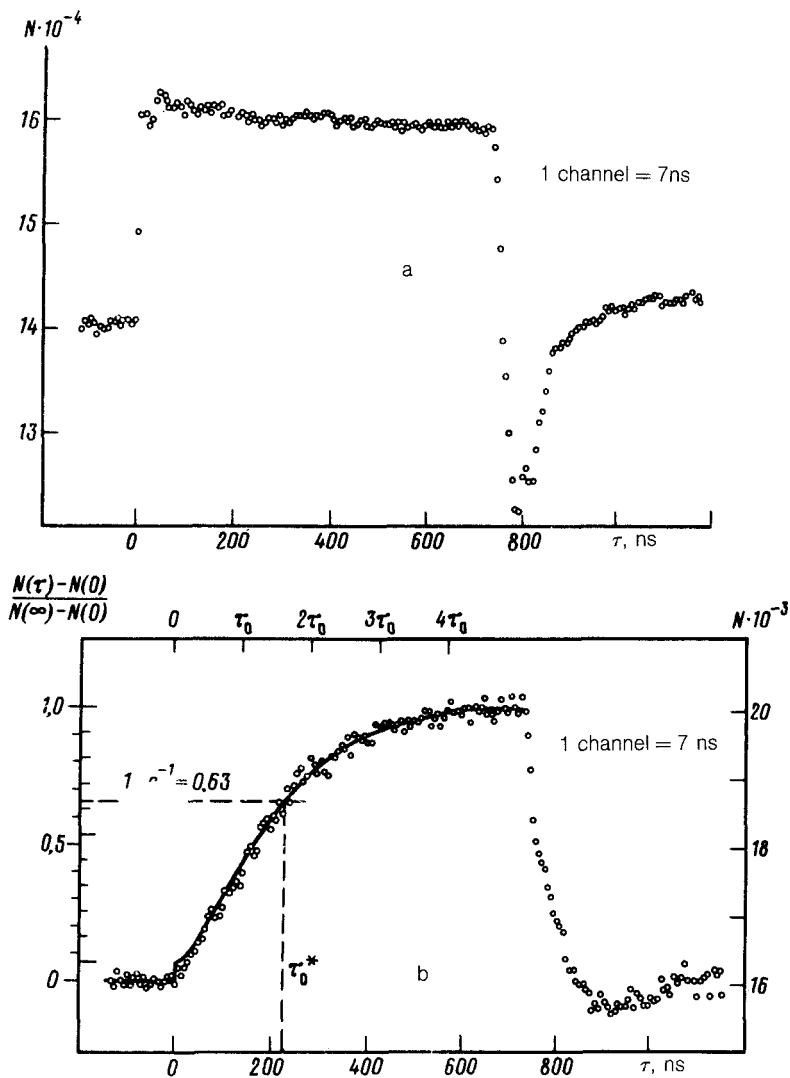 N·10⁻⁴
16
15
14
13
1 channel = 7ns
a
0 200 400 600 800 τ, ns
N(τ)−N(0)
N(∞)−N(0)
0 τ₀ 2τ₀ 3τ₀ 4τ₀
N·10⁻³
1,0
0,5
0
20
18
16
1 channel = 7 ns
1 ⁻¹ = 0,63
τ₀*
b
0 200 400 600 800 τ, ns